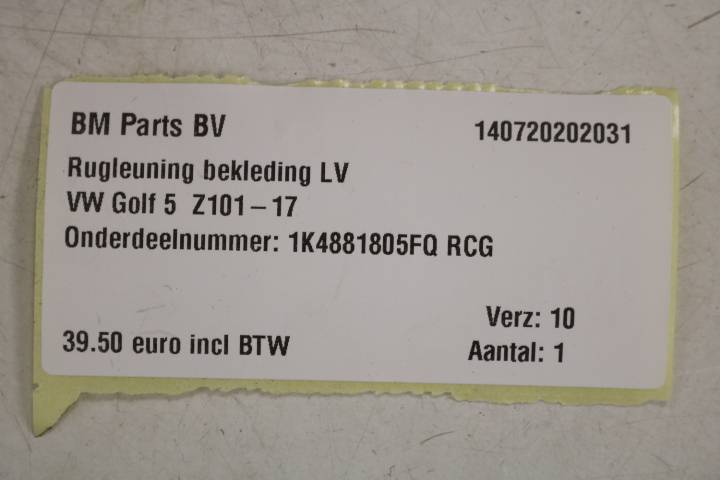 BM Parts BV 140720202031
Rugleuning bekleding LV
VW Golf 5 Z101-17
Onderdeelnummer: 1K4881805FQ RCG
Verz: 10
39.50 euro incl BTW Aantal: 1